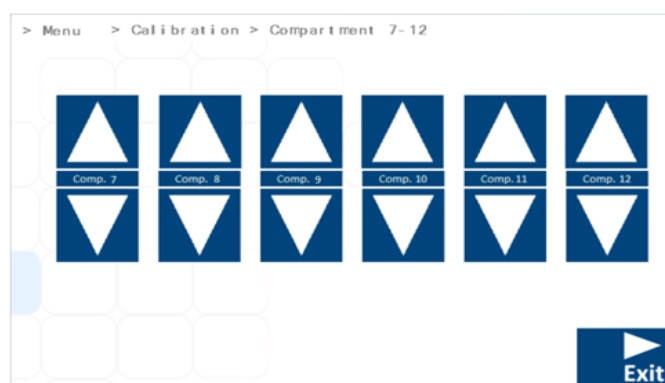 > Menu > Calibration > Compartment 7-12
Comp. 7 Comp. 8 Comp. 9 Comp. 10 Comp. 11 Comp. 12
Exit